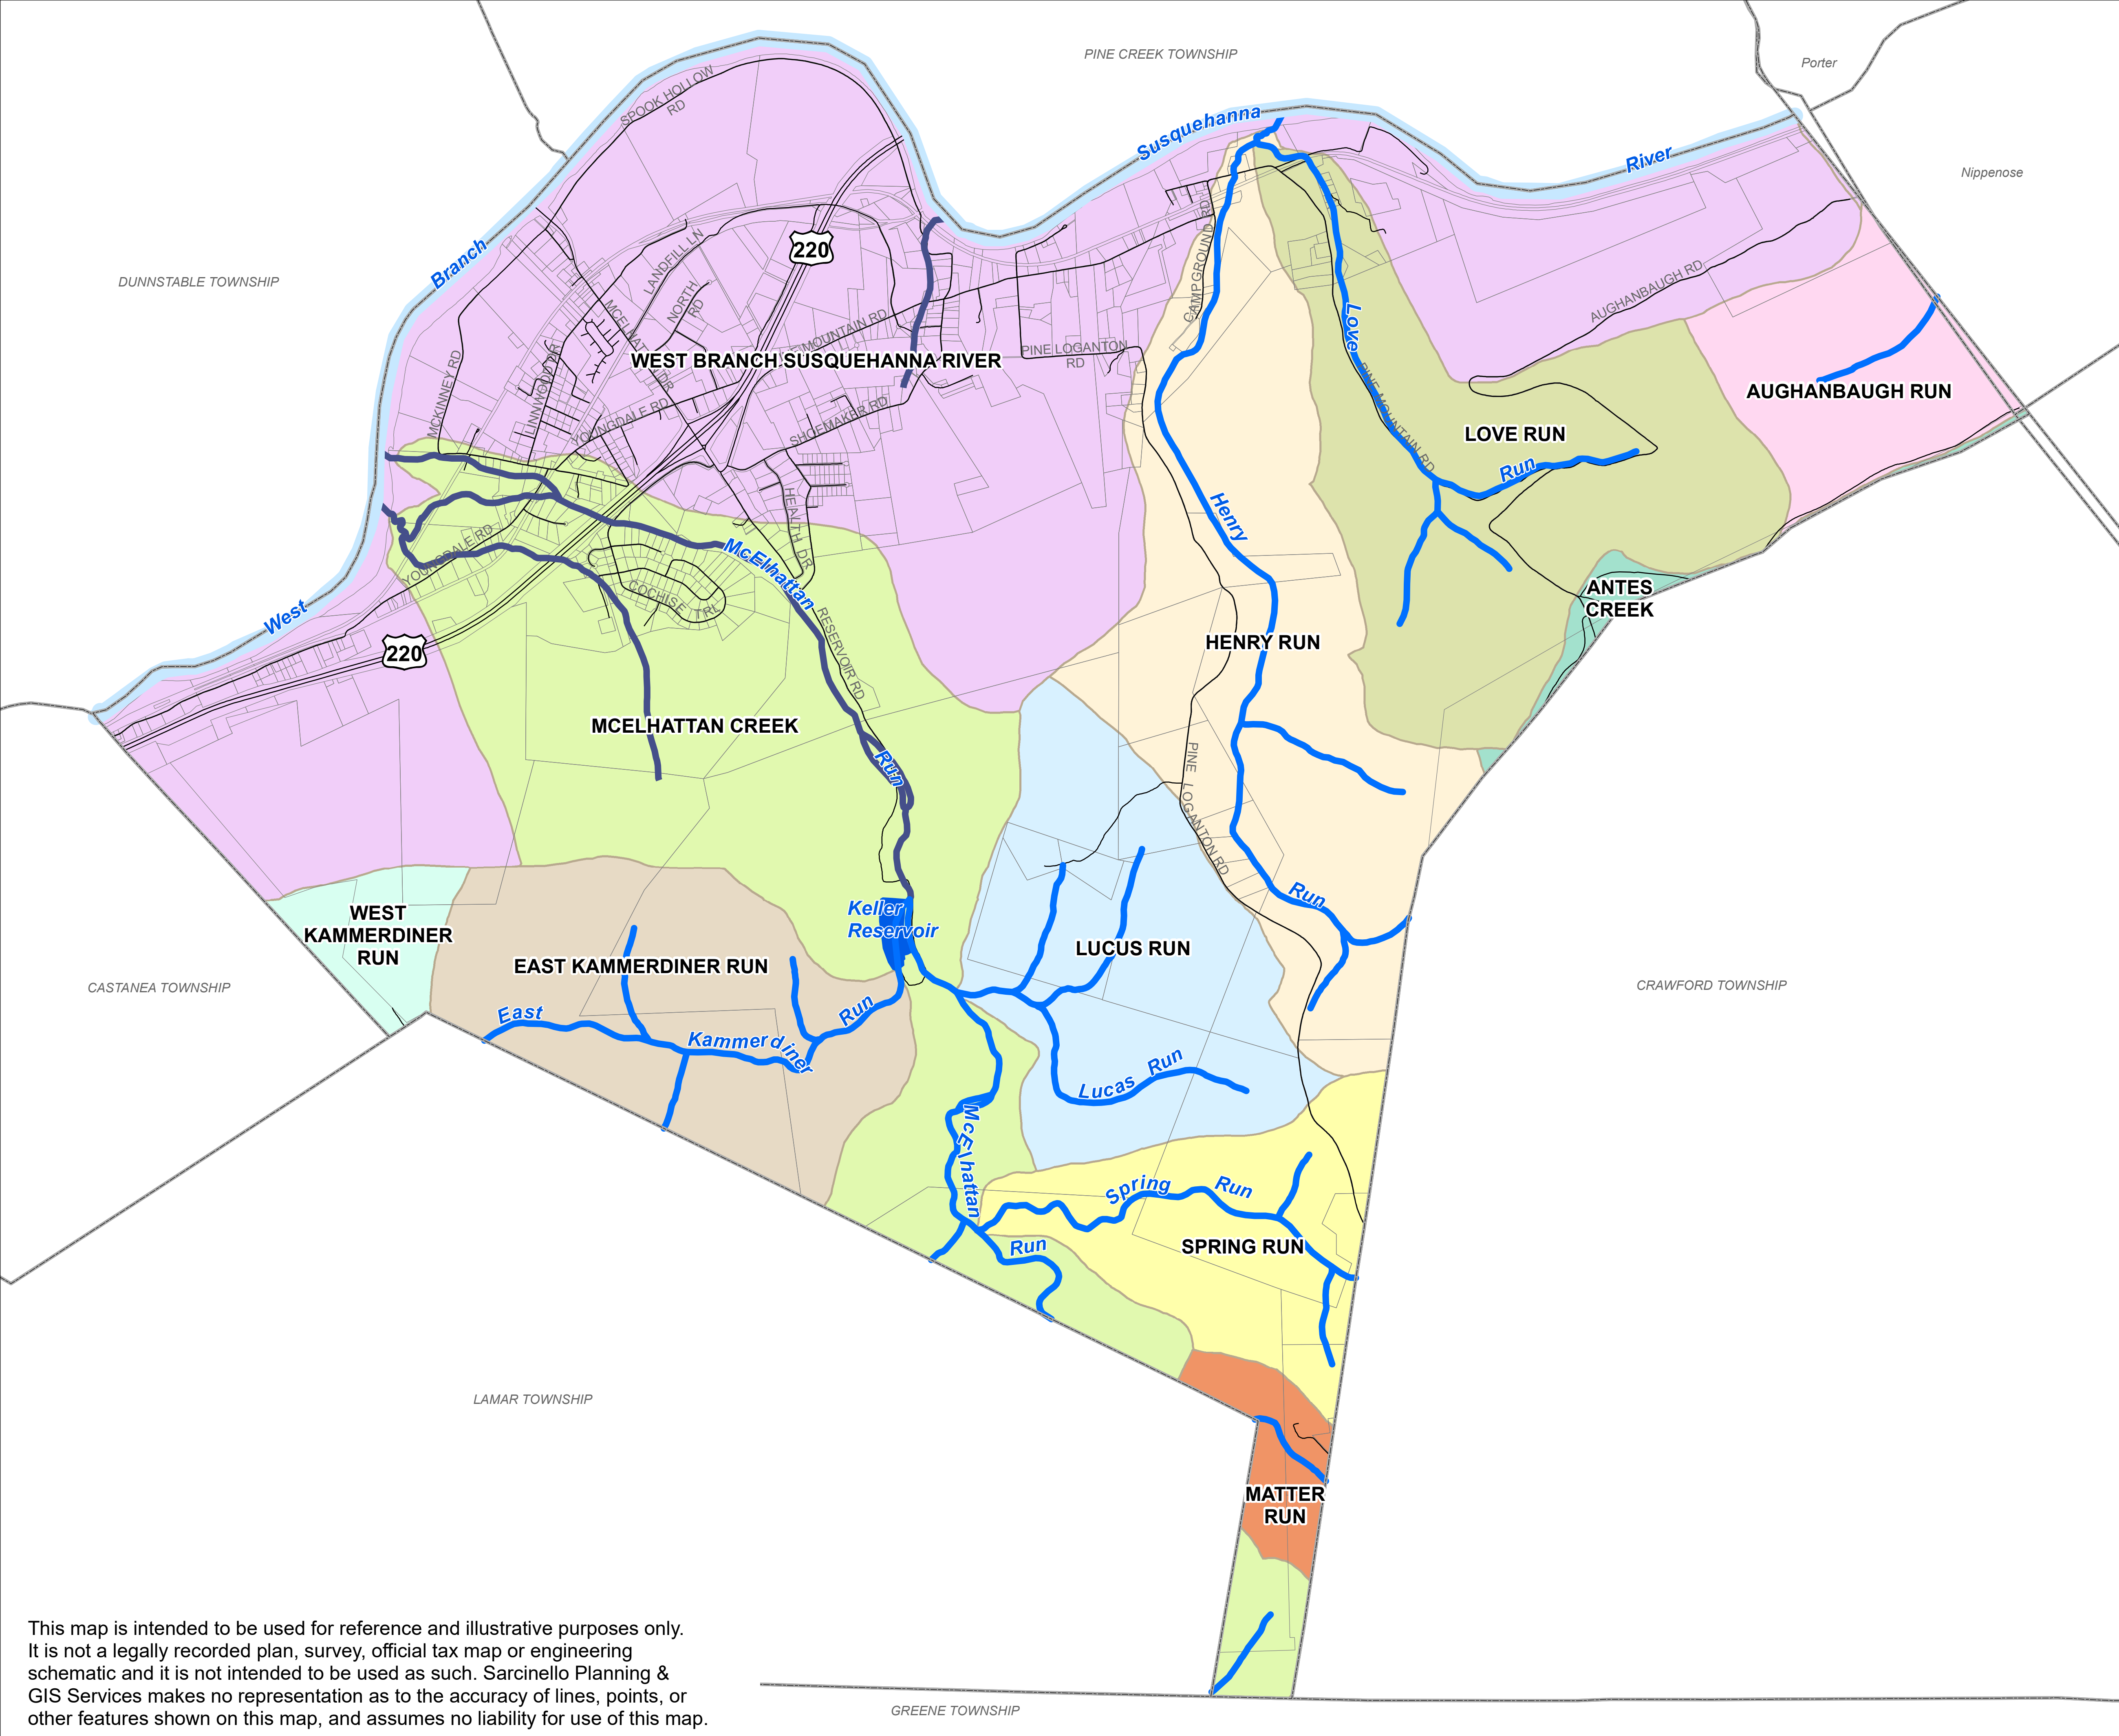 PINE CREEK TOWNSHIP
Porter
SPOOK HOLLOW
RD
Susquehanna
River
Nippenose
Branch
220
DUNNSTABLE TOWNSHIP
LANDFILL LN
NORTH
RD
MCELHATTAN DR
MOUNTAIN RD
CAMPGROUND RD
AUGHANBAUGH RD
Love
WEST BRANCH SUSQUEHANNA RIVER
PINE LOGANTON
RD
MCKINNEY RD
LINNWOOD DR
YOUNGDALE RD
SHOEMAKER RD
PINE MOUNTAIN RD
AUGHANBAUGH RUN
LOVE RUN
Run
HEALTH DR
Henry
YOUNGDALE RD
McElhattan
COCHISE TRL
RESERVOIR RD
West
220
ANTES
CREEK
HENRY RUN
MCELHATTAN CREEK
Run
PINE LOGANTON RD
Run
Keller
Reservoir
WEST
KAMMERDINER
RUN
EAST KAMMERDINER RUN
LUCUS RUN
CASTANEA TOWNSHIP
CRAWFORD TOWNSHIP
East
Kammerdiner
Run
Lucas Run
McElhattan
Run
Spring Run
SPRING RUN
LAMAR TOWNSHIP
MATTER
RUN
This map is intended to be used for reference and illustrative purposes only.
It is not a legally recorded plan, survey, official tax map or engineering
schematic and it is not intended to be used as such. Sarcinello Planning &
GIS Services makes no representation as to the accuracy of lines, points, or
other features shown on this map, and assumes no liability for use of this map.
GREENE TOWNSHIP